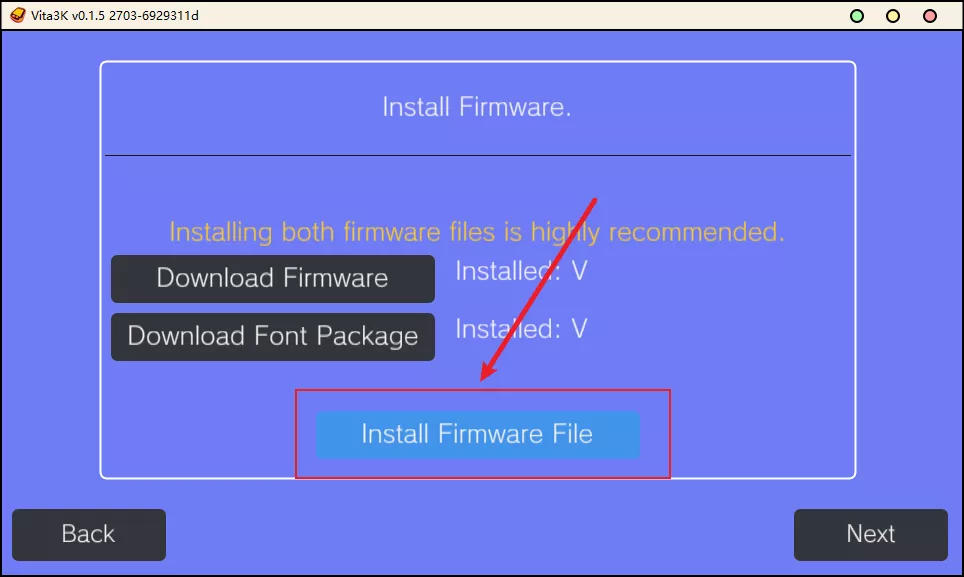 Vita3K v0.1.5 2703-6929311d
Install Firmware.
Installing both firmware files is highly recommended.
Download Firmware Installed: V
Download Font Package Installed: V
Install Firmware File
Back Next